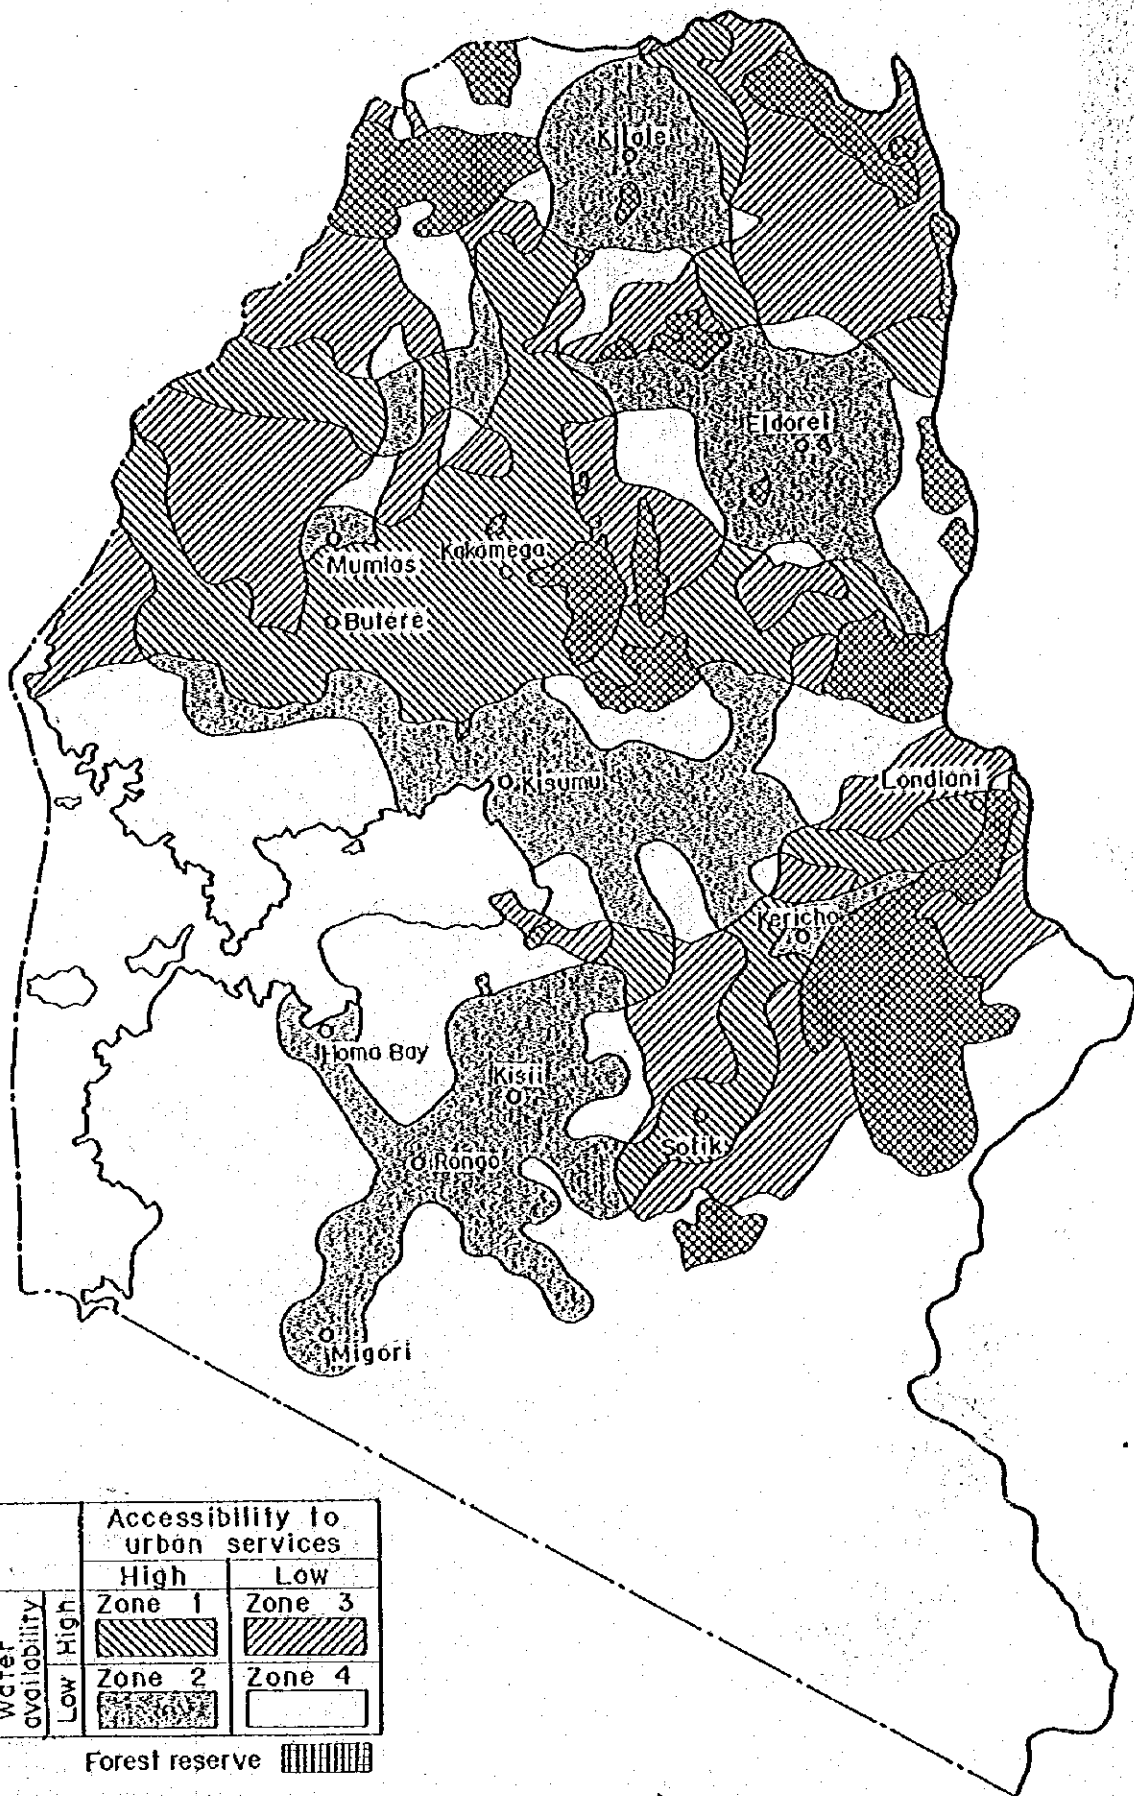 Kitale
Eldoret
Mumias
Kakamega
Butere
Kisumu
Londiani
Kericho
Homa Bay
Kisii
Rongo
Sotik
Migori
Accessibility to
urban services
High
Low
Water
availability
High
Zone 1
Zone 3
Low
Zone 2
Zone 4
Forest reserve